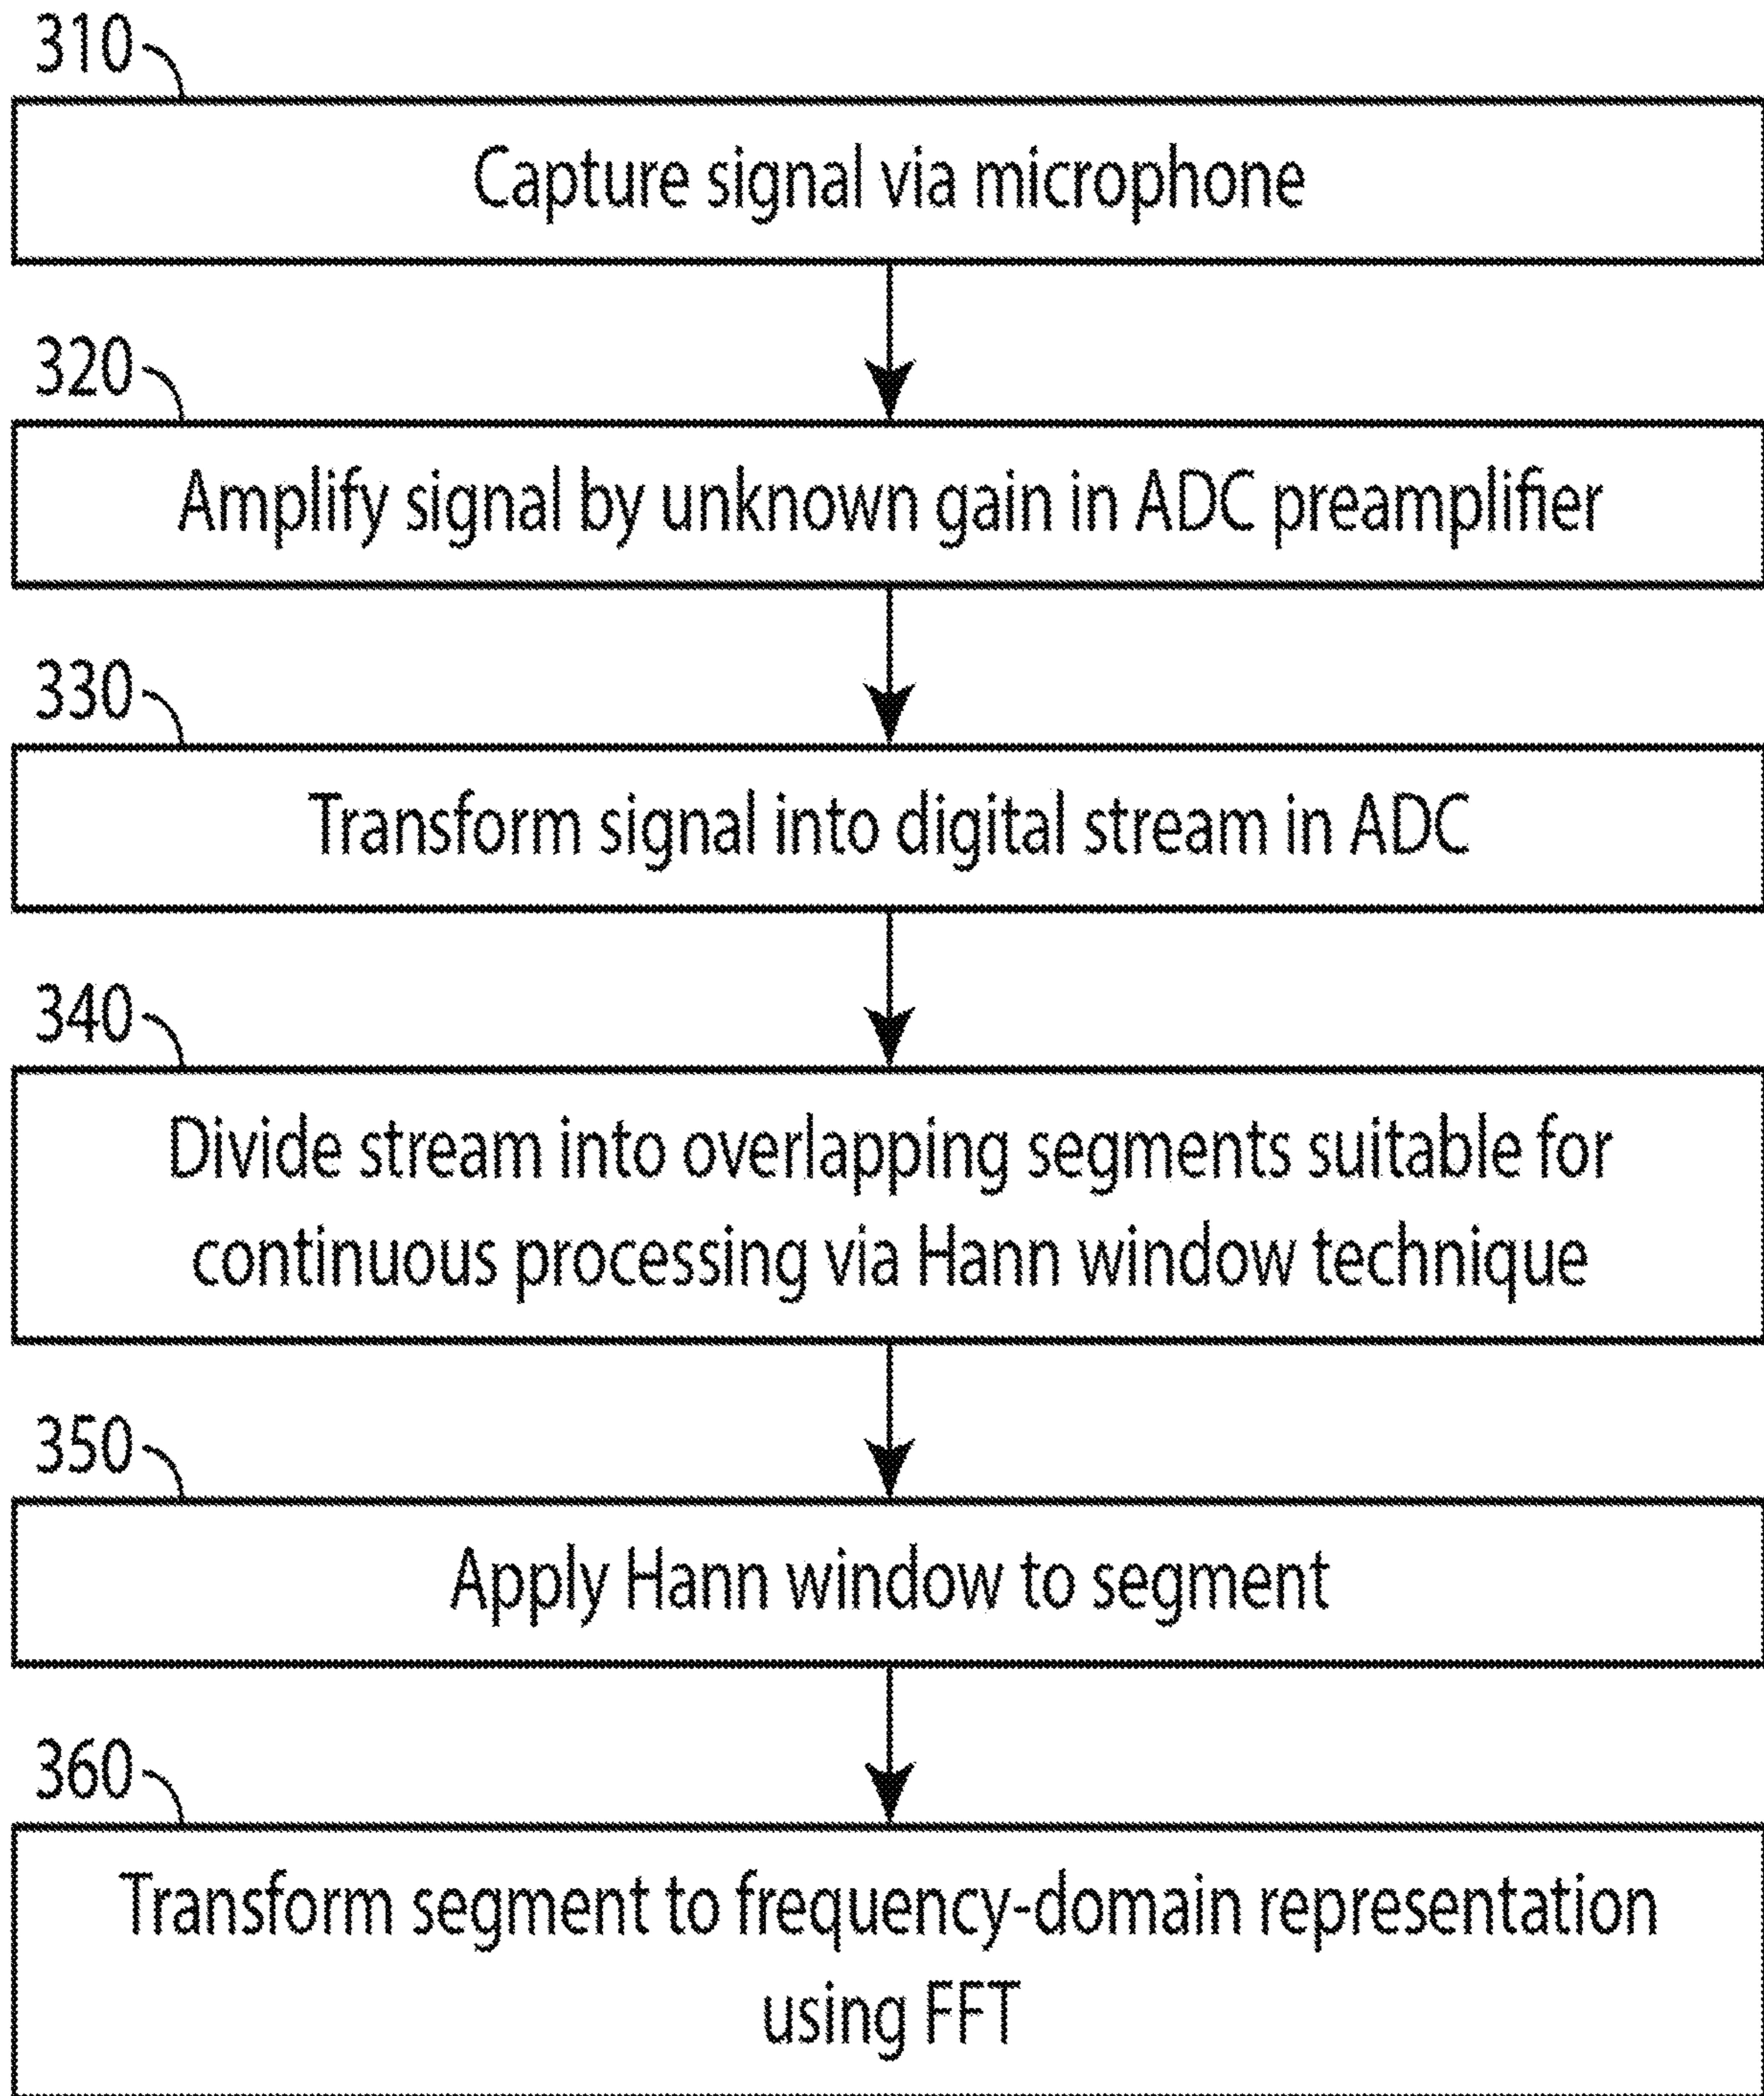 310
Capture signal via microphone
320
Amplify signal by unknown gain in ADC preamplifier
330
Transform signal into digital stream in ADC
340
Divide stream into overlapping segments suitable for
continuous processing via Hann window technique
350
Apply Hann window to segment
360
Transform segment to frequency-domain representation
using FFT